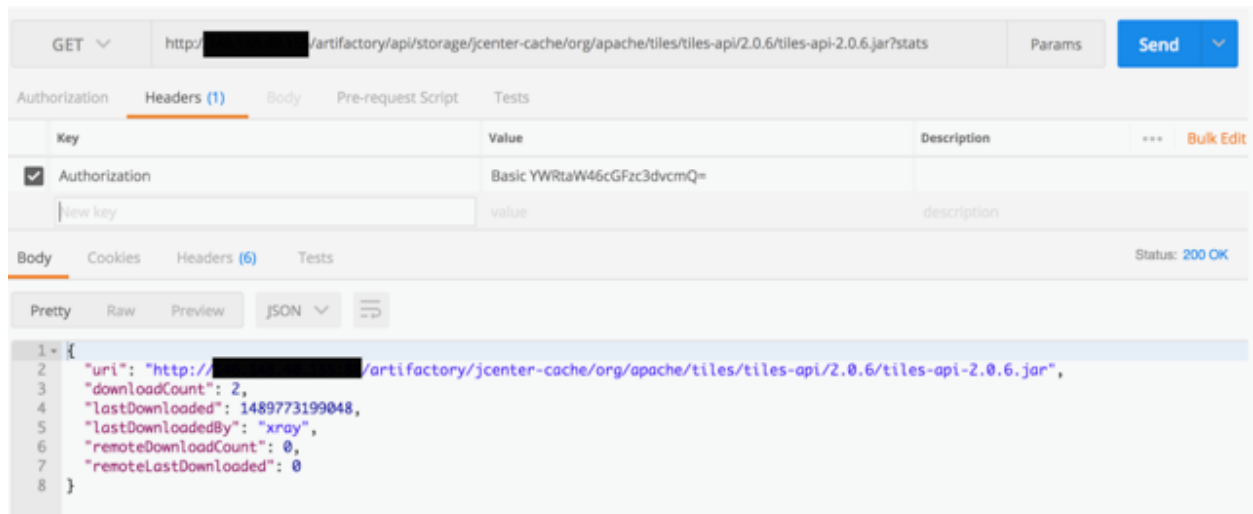 GET http:/ /artifactory/api/storage/jcenter-cache/org/apache/tiles/tiles-api/2.0.6/tiles-api-2.0.6.jar?stats Params Send
Authorization Headers (1) Body Pre-request Script Tests
Key Value Description ••• Bulk Edit
Authorization Basic YWRtaW46cGFzc3dvcmQ=
New key value description
Body Cookies Headers (6) Tests Status: 200 OK
Pretty Raw Preview JSON
1 {
2 "uri": "http:// /artifactory/jcenter-cache/org/apache/tiles/tiles-api/2.0.6/tiles-api-2.0.6.jar",
3 "downloadCount": 2,
4 "lastDownloaded": 1489773199048,
5 "lastDownloadedBy": "xray",
6 "remoteDownloadCount": 0,
7 "remoteLastDownloaded": 0
8 }